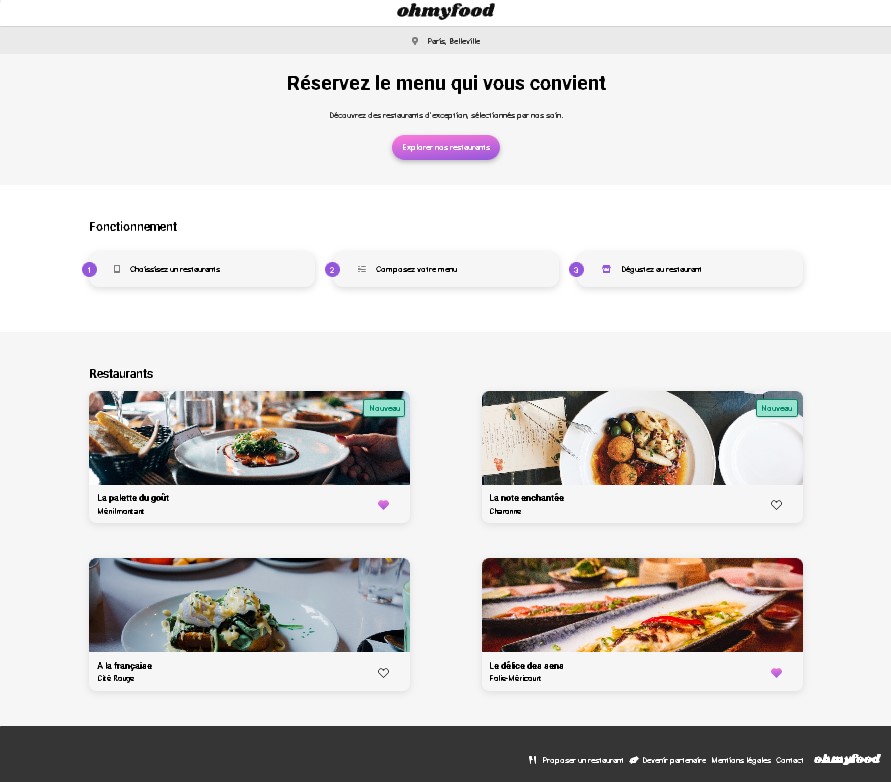 ohmyfood
Paris, Belleville
Réservez le menu qui vous convient
Découvrez des restaurants d'exception, sélectionnés par nos soin.
Explorer nos restaurants
Fonctionnement
1 Choississez un restaurants
2 Composez votre menu
3 Dégustez au restaurant
Restaurants
Nouveau
La palette du goût
Ménilmontant
Nouveau
La note enchantée
Charonne
A la française
Cité Rouge
Le délice des sens
Folie-Méricourt
Proposer un restaurant Devenir partenaire Mentions légales Contact ohmyfood